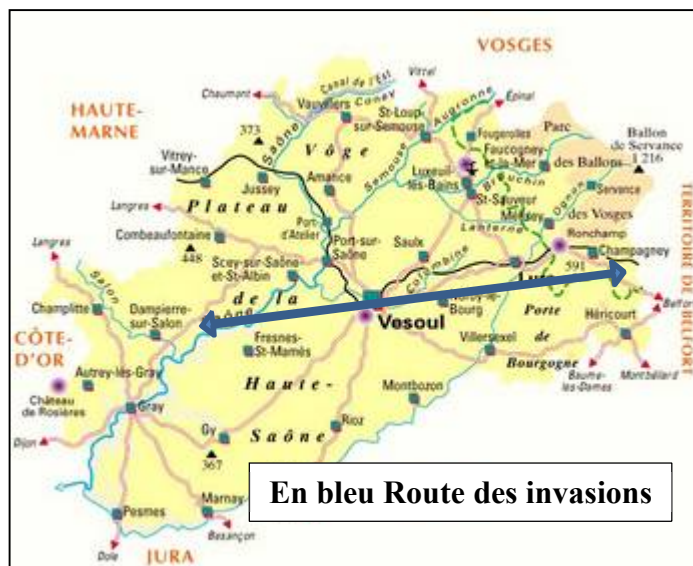 VOSGES
HAUTE-
MARNE
Chaumont
Canal de l'Est
Vitrel
Épinal
Vauvillers
Coney
St-Loup-
sur-Semouse
Augronne
Fougerolles
Parc
Ballon
de Servance
1 216
373
Saône
Vôge
Faucogney-
et-la-Mer
des Ballons
Vitrey-
sur-Mance
Jussey
Amance
Semouse
Luxeuil-
les-Bains
Breuchin
Servance
Langres
Plateau
St-Sauveur
Ognon
Port-
d'Atelier
Mélisey
des Vosges
Combeaufontaine
Lanterne
Ronchamp
Langres
448
Scey-sur-Saône
et-St-Albin
Port-sur-
Saône
Saulx
Colombine
Champagney
591
TERRITOIRE DE BELFORT
Salon
Champlitte
Dampierre-
sur-Salon
de la
Vesoul
Bourg
Porte
Belfort
Héricourt
CÔTE-
D'OR
Fresnes-
St-Mamès
Villersexel
de
Bourgogne
Autrey-lès-Gray
Haute-
Montbozon
Baume-
les-Dames
Montbéliard
Château
de Rosières
Gray
Saône
Rioz
Dijon
Gy
367
En bleu Route des invasions
Pesmes
Marnay
Besançon
Dole
JURA